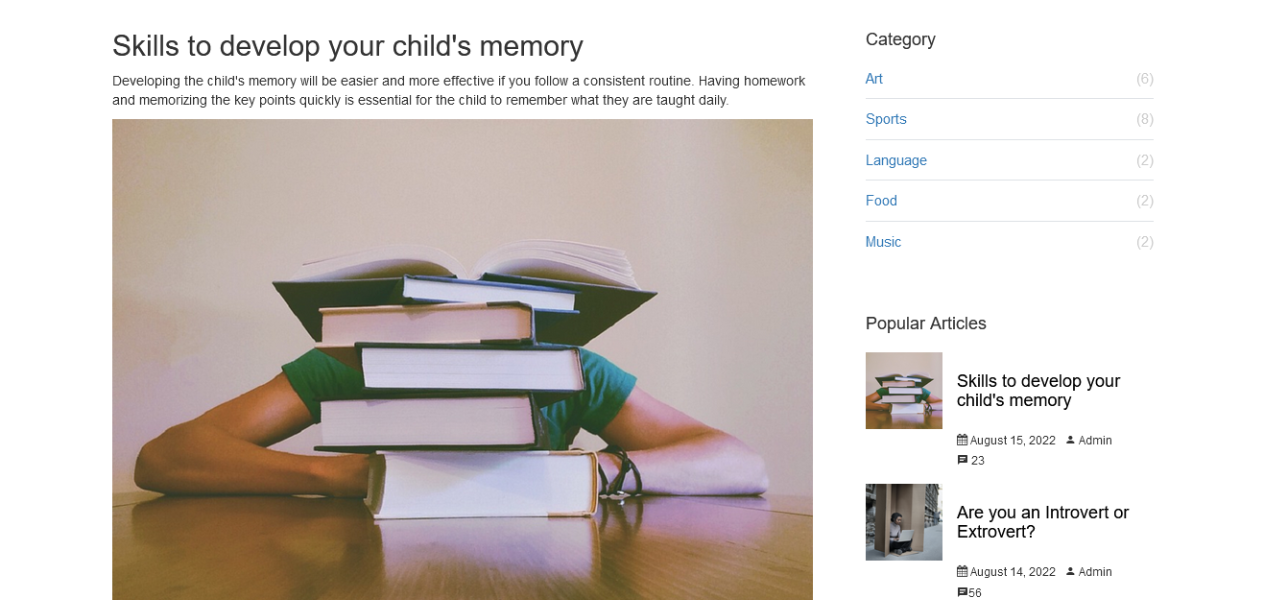 Skills to develop your child's memory
Developing the child's memory will be easier and more effective if you follow a consistent routine. Having homework
and memorizing the key points quickly is essential for the child to remember what they are taught daily.
Category
Art (6)
Sports (8)
Language (2)
Food (2)
Music (2)
Popular Articles
Skills to develop your
child's memory
August 15, 2022 Admin
23
Are you an Introvert or
Extrovert?
August 14, 2022 Admin
56